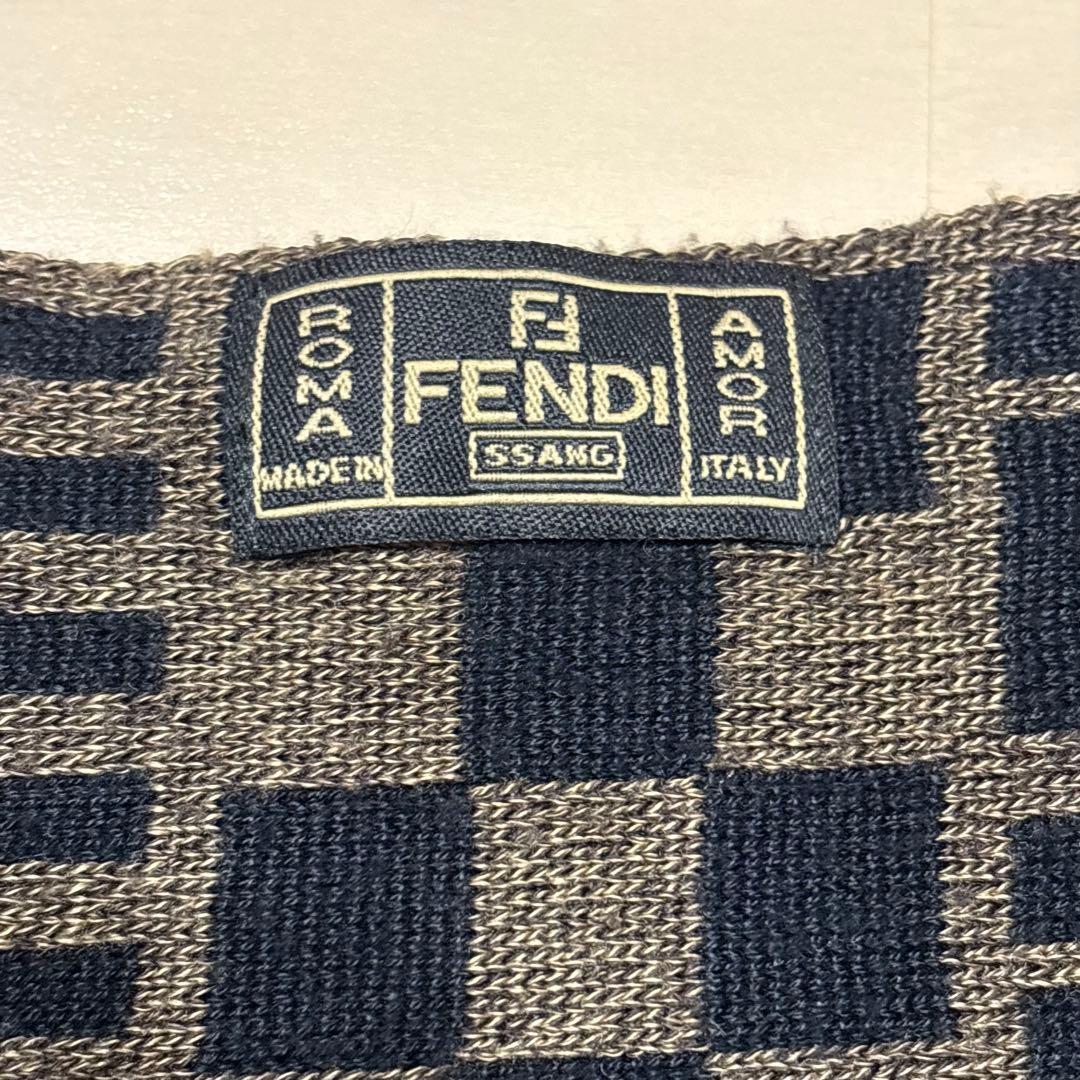 ROMA
MADE IN
FF
FENDI
SSANG
AMOR
ITALY